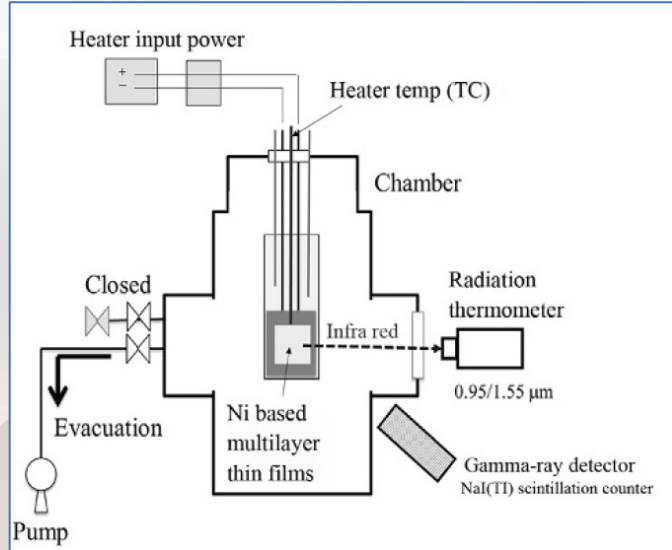 Heater input power
+
−
Heater temp (TC)
Chamber
Closed
Radiation
thermometer
Infra red
0.95/1.55 μm
Evacuation
Ni based
multilayer
thin films
Gamma-ray detector
NaI(TI) scintillation counter
Pump